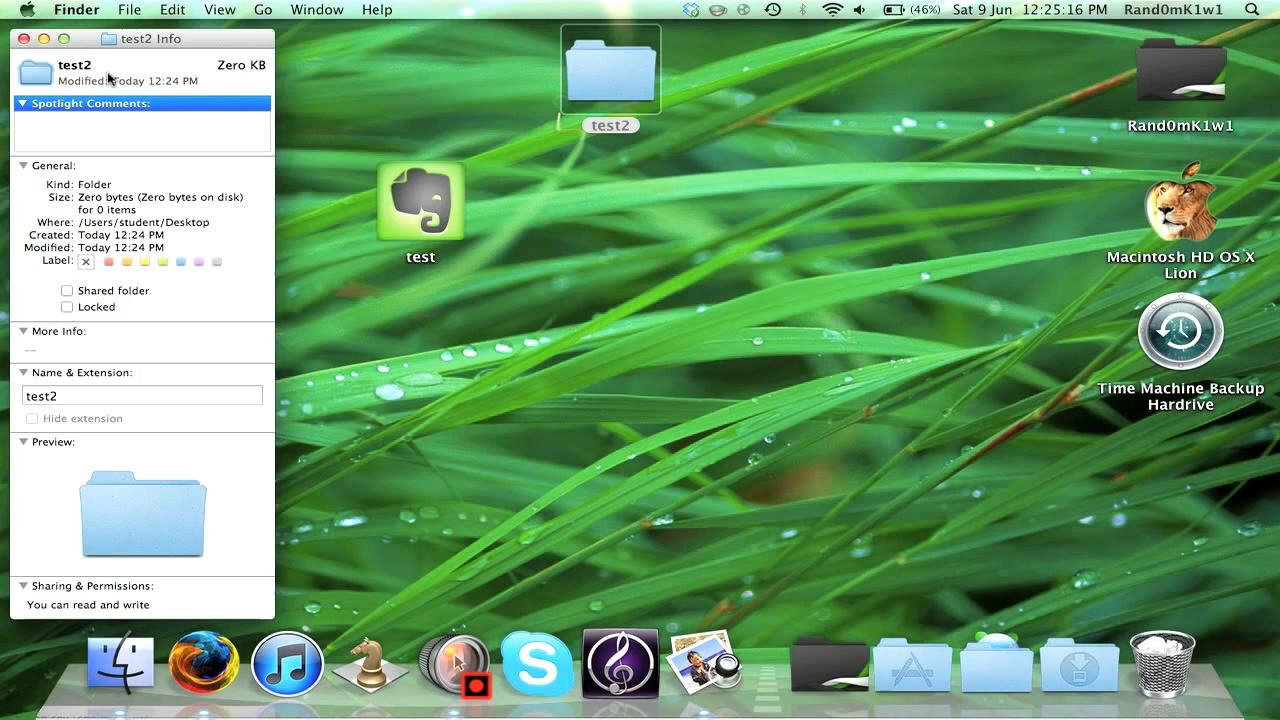 Finder File Edit View Go Window Help (46%) Sat 9 Jun 12:25:16 PM Rand0mK1w1
test2 Info
test2 Zero KB
Modified: Today 12:24 PM
Spotlight Comments:
General:
Kind: Folder
Size: Zero bytes (Zero bytes on disk)
for 0 items
Where: /Users/student/Desktop
Created: Today 12:24 PM
Modified: Today 12:24 PM
Label:
Shared folder
Locked
More Info:
--
Name & Extension:
test2
Hide extension
Preview:
Sharing & Permissions:
You can read and write
test2
test
Rand0mK1w1
Macintosh HD OS X
Lion
Time Machine Backup
Hardrive